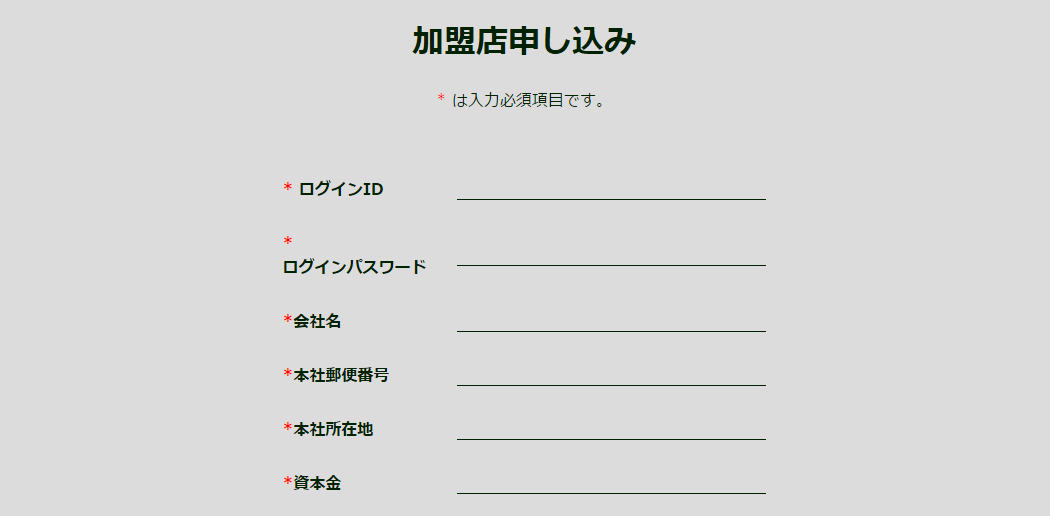 加盟店申し込み
* は入力必須項目です。
* ログインID
*
ログインパスワード
*会社名
*本社郵便番号
*本社所在地
*資本金